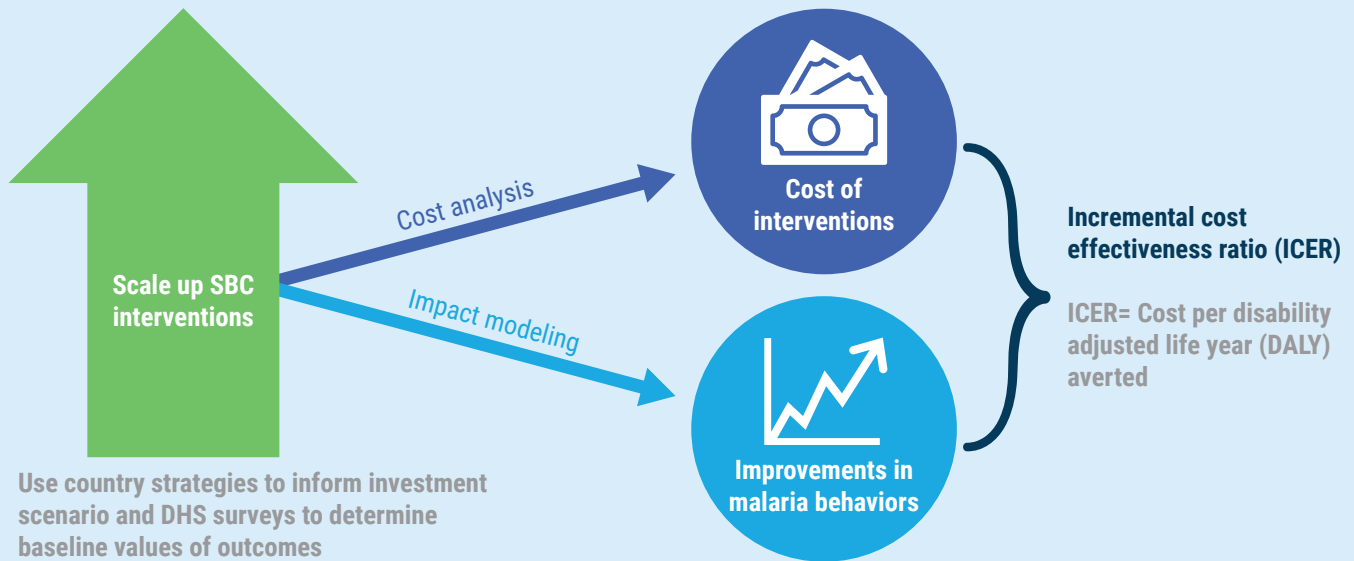 Scale up SBC
interventions
Use country strategies to inform investment
scenario and DHS surveys to determine
baseline values of outcomes
Cost analysis
Impact modeling
Cost of
interventions
Improvements in
malaria behaviors
Incremental cost
effectiveness ratio (ICER)
ICER= Cost per disability
adjusted life year (DALY)
averted